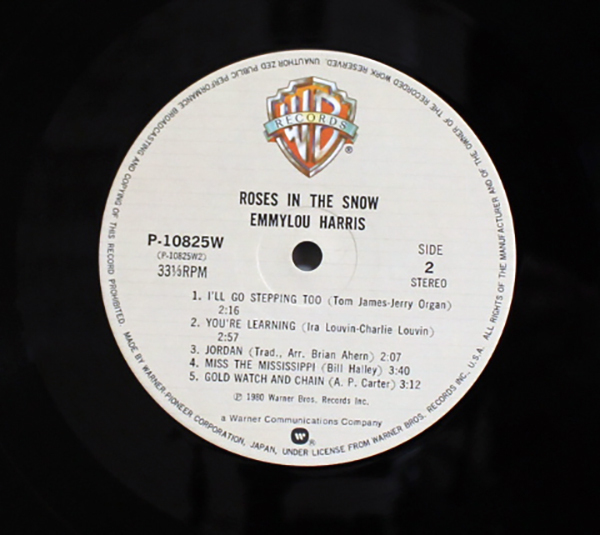 WB
RECORDS
®
ROSES IN THE SNOW
EMMYLOU HARRIS
P-10825W
(P-10825W2)
33⅓RPM
SIDE
2
STEREO
1. I'LL GO STEPPING TOO (Tom James-Jerry Organ)
2:16
2. YOU'RE LEARNING (Ira Louvin-Charlie Louvin)
2:57
3. JORDAN (Trad., Arr. Brian Ahern) 2:07
4. MISS THE MISSISSIPPI (Bill Halley) 3:40
5. GOLD WATCH AND CHAIN (A. P. Carter) 3:12
℗ 1980 Warner Bros. Records Inc.
a Warner Communications Company
W®
MADE BY WARNER-PIONEER CORPORATION, JAPAN, UNDER LICENSE FROM WARNER BROS. RECORDS INC., U.S.A. ALL RIGHTS OF THE MANUFACTURER AND OF THE OWNER OF THE RECORDED WORK RESERVED. UNAUTHORIZED PUBLIC PERFORMANCE BROADCASTING AND COPYING OF THIS RECORD PROHIBITED.